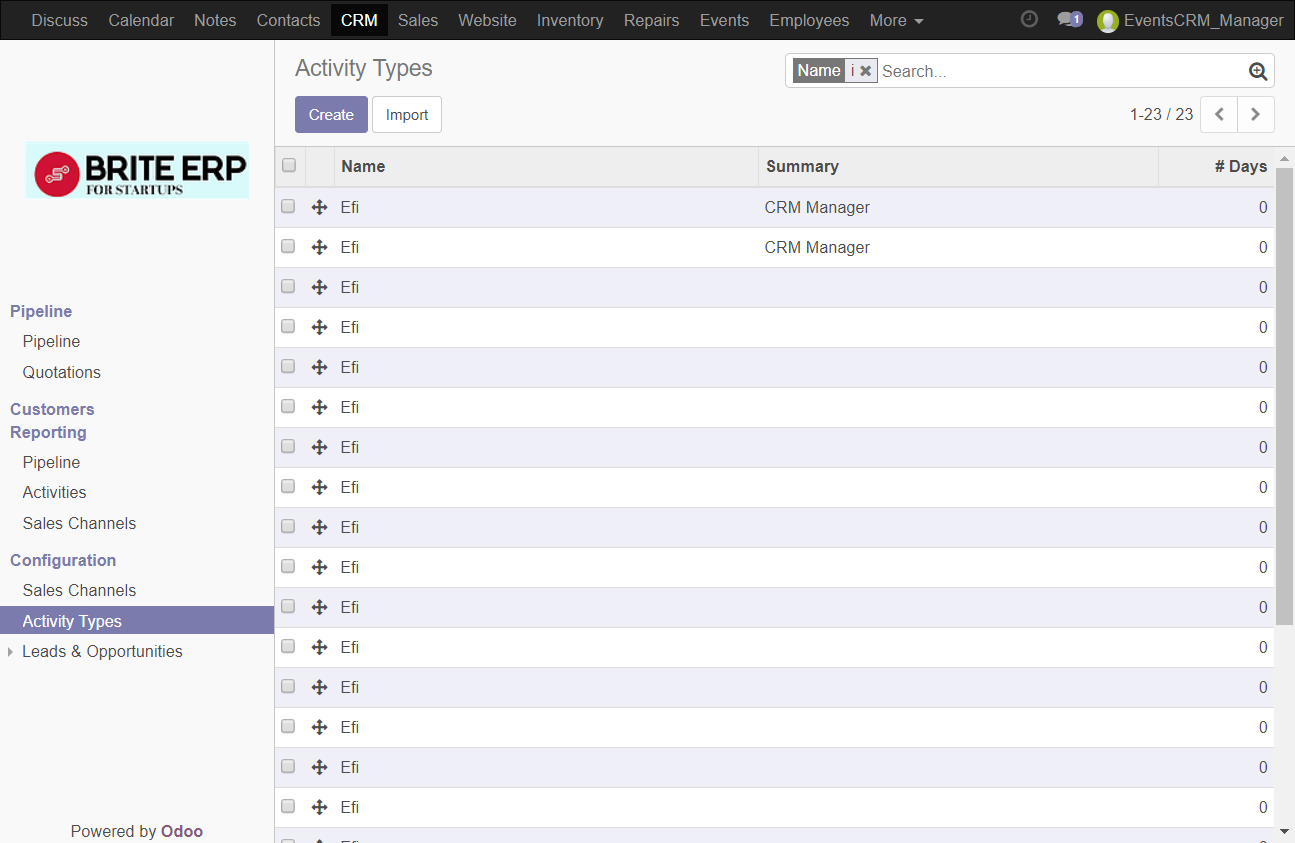 Discuss Calendar Notes Contacts CRM Sales Website Inventory Repairs Events Employees More 1 EventsCRM_Manager
Activity Types
Name i Search...
Create Import
1-23 / 23
BRITE ERP
FOR STARTUPS
Pipeline
Pipeline
Quotations
Customers
Reporting
Pipeline
Activities
Sales Channels
Configuration
Sales Channels
Activity Types
Leads & Opportunities
Powered by Odoo
Name Summary # Days
Efi CRM Manager 0
Efi CRM Manager 0
Efi 0
Efi 0
Efi 0
Efi 0
Efi 0
Efi 0
Efi 0
Efi 0
Efi 0
Efi 0
Efi 0
Efi 0
Efi 0
Efi 0